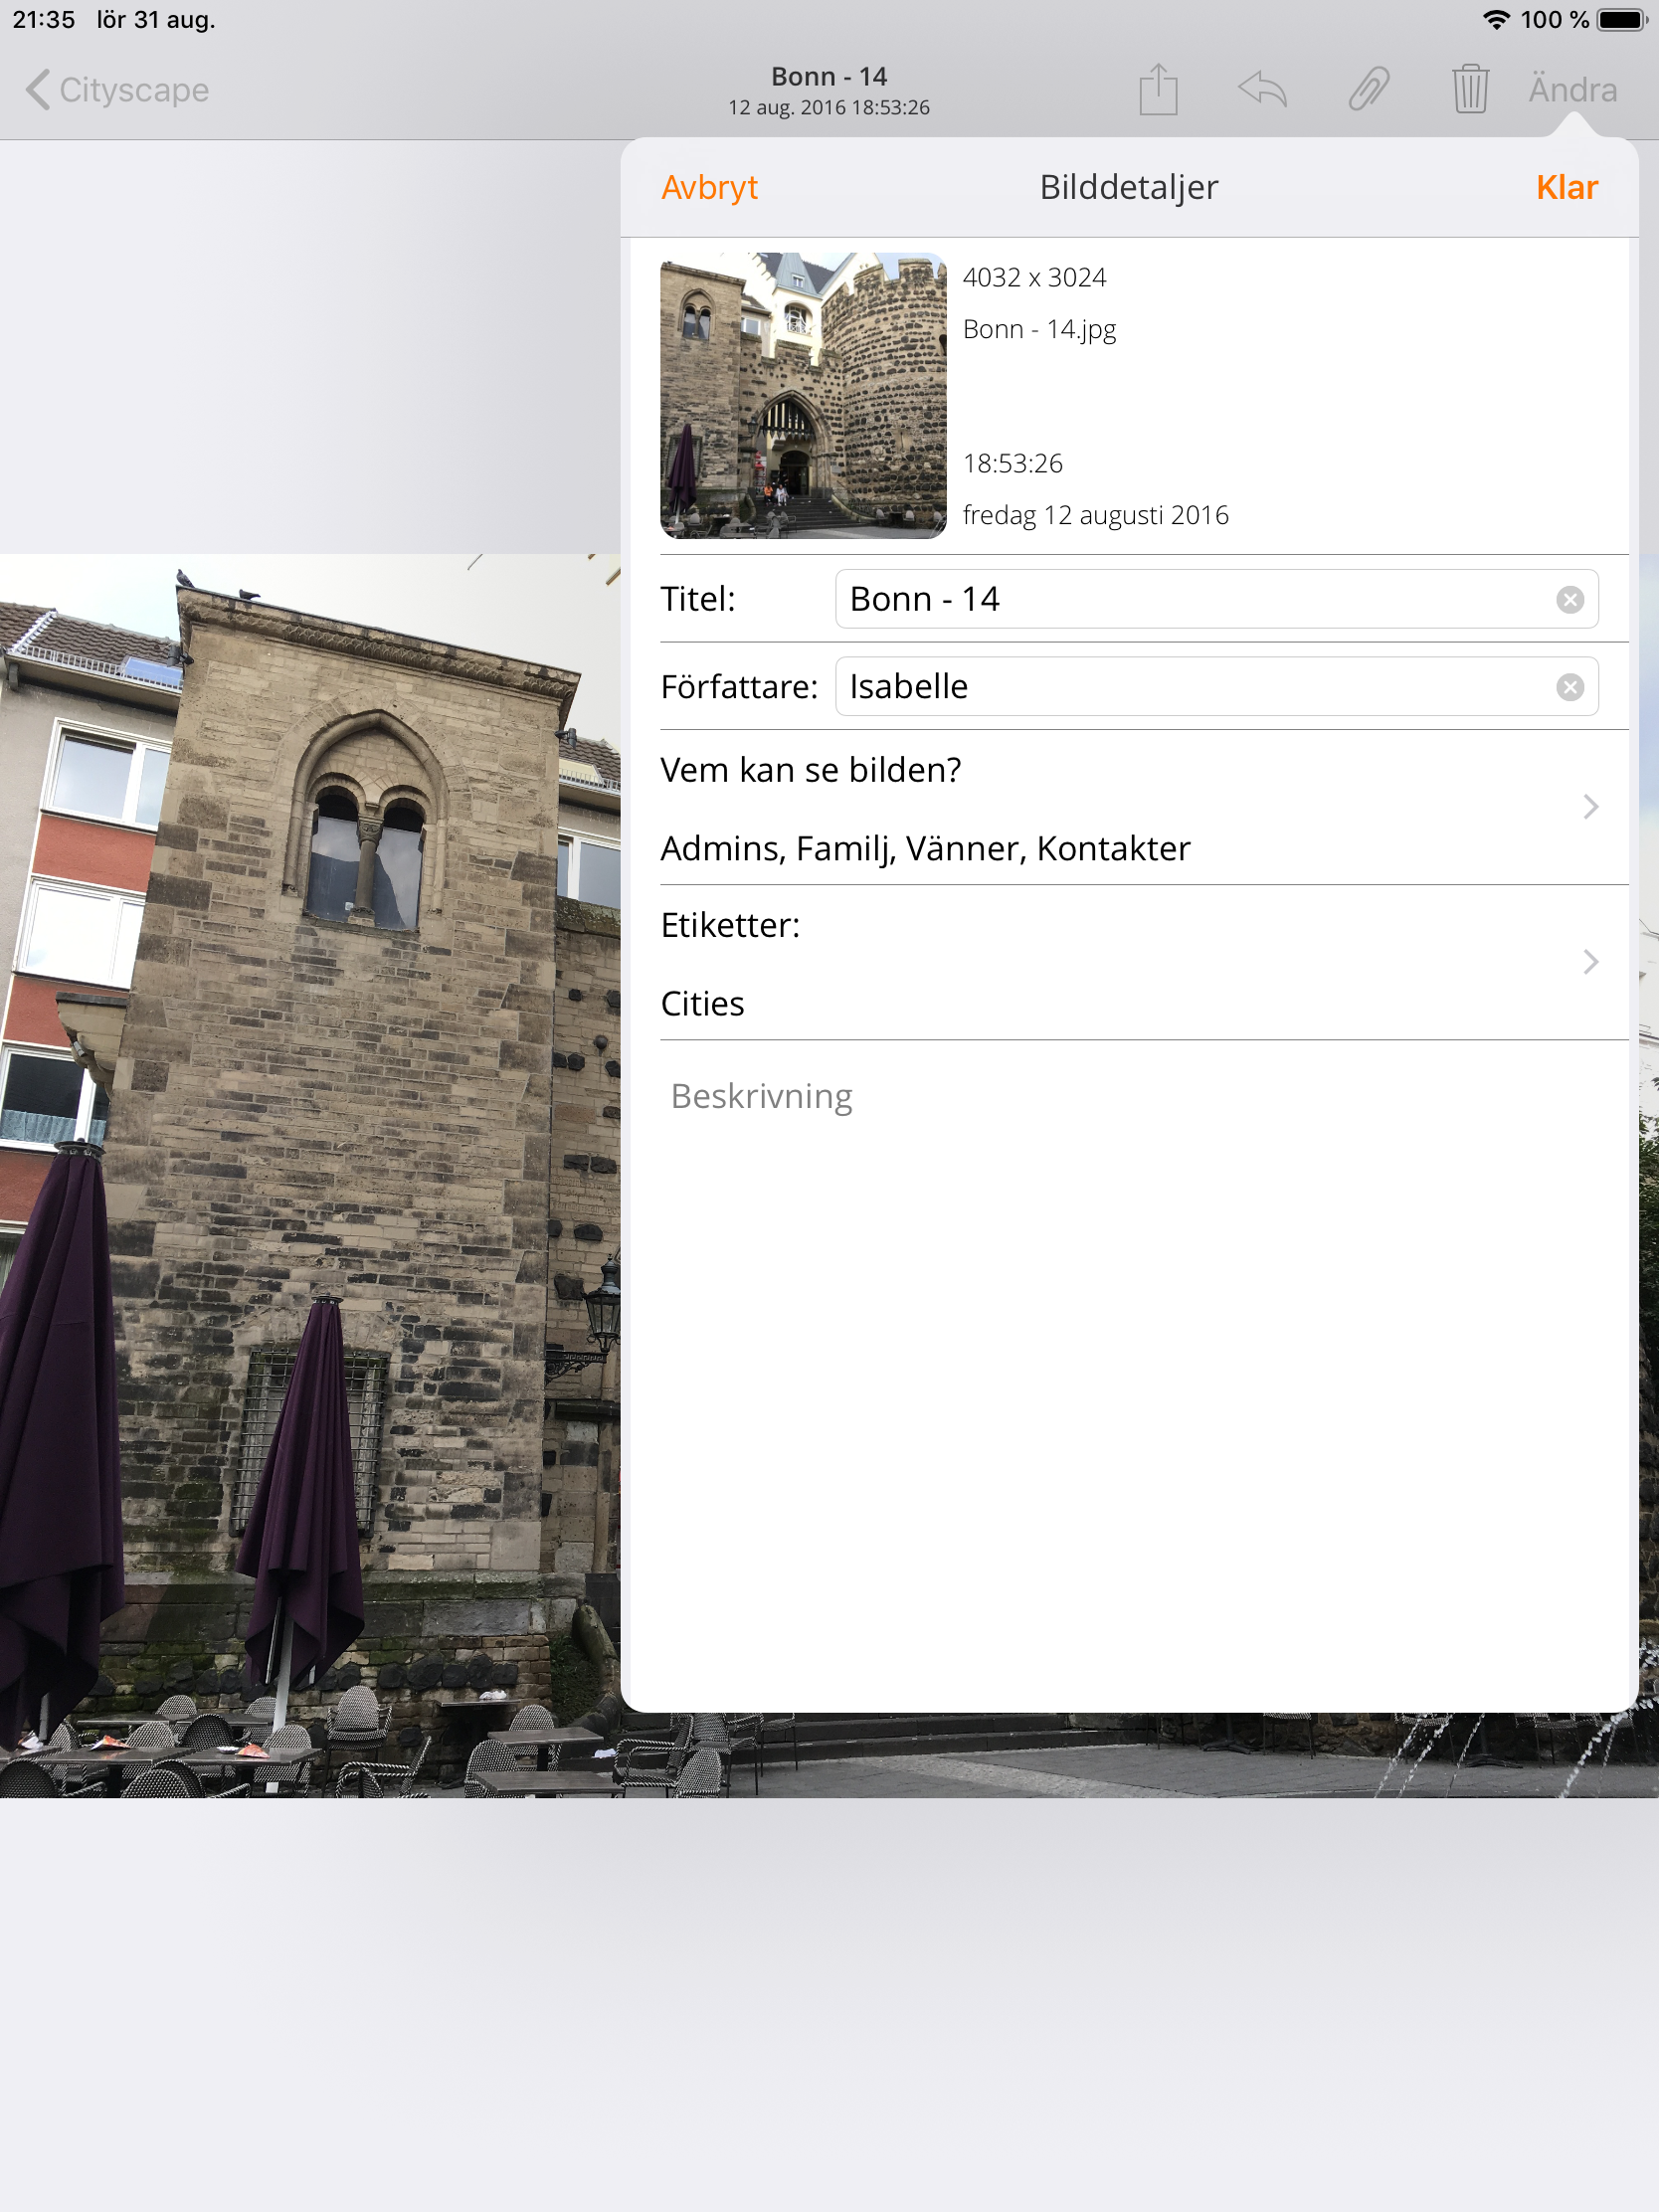 21:35 lör 31 aug. 100 %
Cityscape
Bonn - 14
12 aug. 2016 18:53:26
Ändra
Avbryt
Bilddetaljer
Klar
4032 x 3024
Bonn - 14.jpg
18:53:26
fredag 12 augusti 2016
Titel: Bonn - 14
Författare: Isabelle
Vem kan se bilden?
Admins, Familj, Vänner, Kontakter
Etiketter:
Cities
Beskrivning